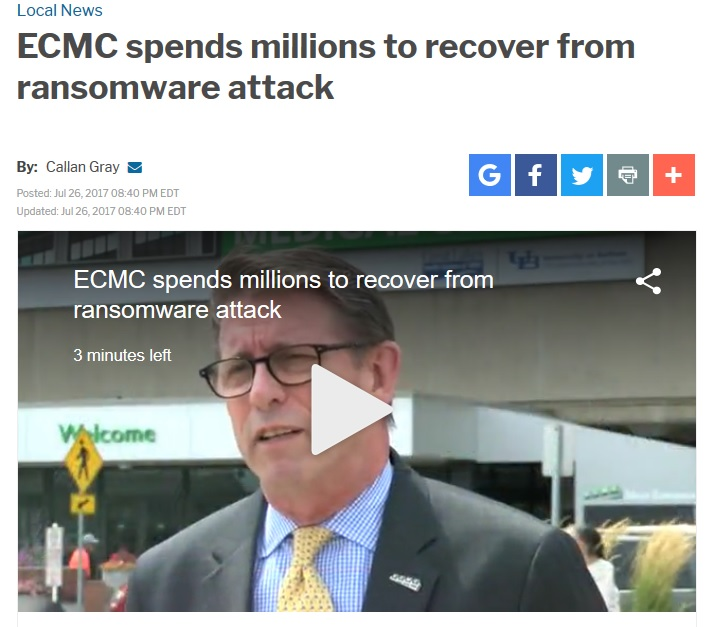 Local News
ECMC spends millions to recover from
ransomware attack
By: Callan Gray
Posted: Jul 26, 2017 08:40 PM EDT
Updated: Jul 26, 2017 08:40 PM EDT
MEDICAL
ECMC spends millions to recover from
ransomware attack
3 minutes left
Welcome